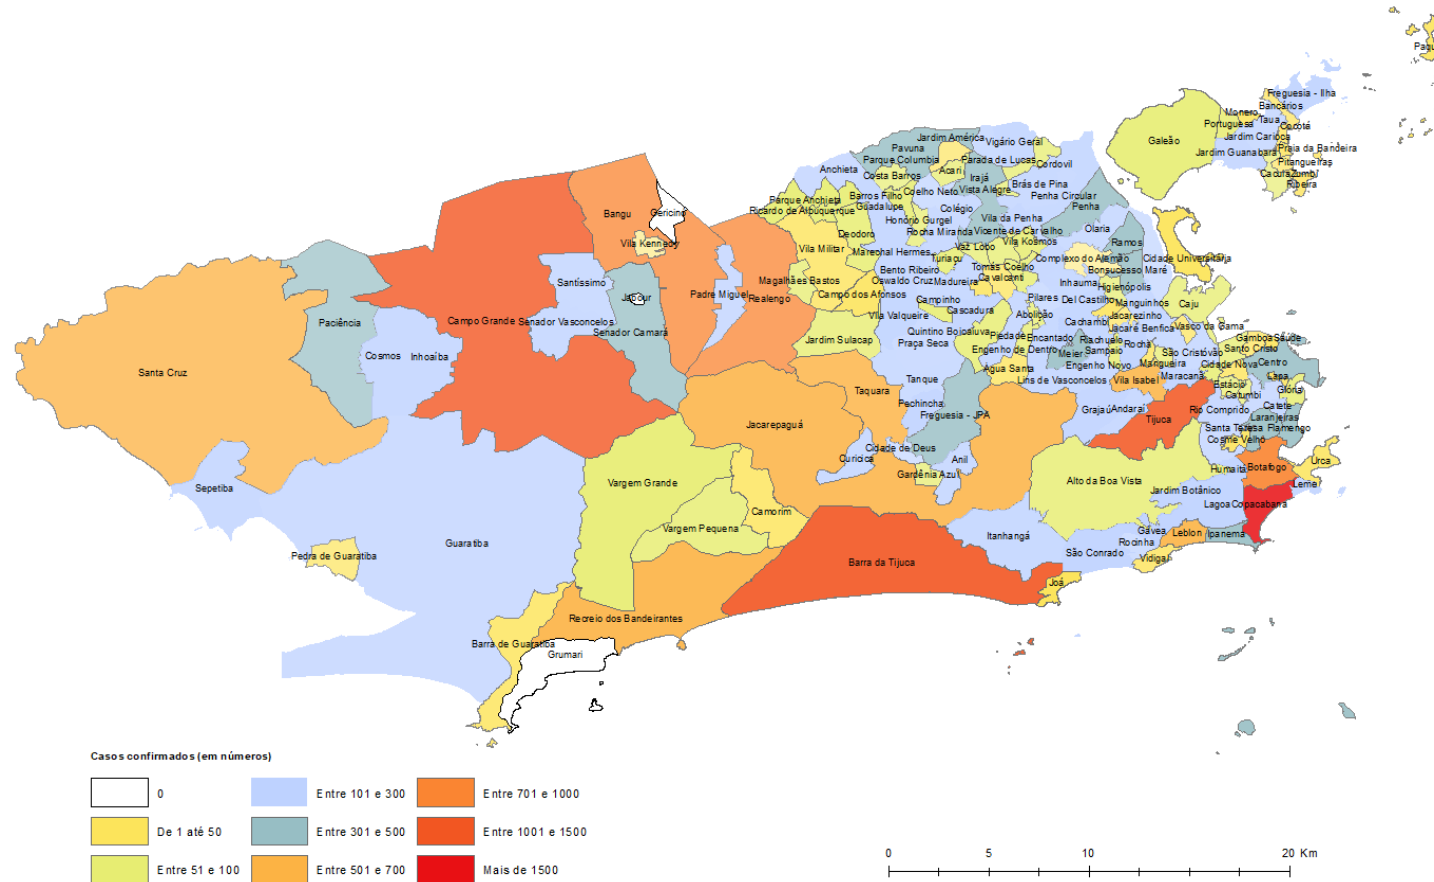 Paqu
Freguesia - Ilha
Bancários
Moneró
Portuguesa
Taua
Cocotá
Galeão
Jardim Carioca
Jardim Guanabara
Praia da Bandeira
Pitangueiras
Cacuia
Zumbi
Ribeira
Jardim América
Vigário Geral
Pavuna
Parque Columbia
Parada de Lucas
Cordovil
Anchieta
Costa Barros
Acari
Irajá
Brás de Pina
Vista Alegre
Parque Anchieta
Barros Filho
Coelho Neto
Penha Circular
Penha
Ricardo de Albuquerque
Guadalupe
Colégio
Honório Gurgel
Vila da Penha
Rocha Miranda
Vicente de Carvalho
Olaria
Bangu
Gericinó
Deodoro
Vila Kennedy
Vila Militar
Marechal Hermes
Vaz Lobo
Vila Kosmos
Ramos
Turiaçu
Complexo do Alemão
Cidade Universitária
Bento Ribeiro
Tomás Coelho
Bonsucesso
Maré
Santíssimo
Magalhães Bastos
Oswaldo Cruz
Madureira
Cavalcanti
Inhauma
Higienópolis
Jabour
Padre Miguel
Realengo
Campo dos Afonsos
Campinho
Pilares
Del Castilho
Manguinhos
Caju
Paciência
Campo Grande
Senador Vasconcelos
Senador Camará
Vila Valqueire
Cascadura
Abolição
Cachambi
Jacarezinho
Jacaré
Benfica
Vasco da Gama
Quintino Bocaiuva
Piedade
Encantado
Riachuelo
Gamboa
Saúde
Jardim Sulacap
Praça Seca
Rocha
Santo Cristo
Engenho de Dentro
Meier
Sampaio
São Cristóvão
Cosmos
Inhoaíba
Engenho Novo
Mangueira
Cidade Nova
Centro
Santa Cruz
Água Santa
Lins de Vasconcelos
Vila Isabel
Maracanã
Lapa
Tanque
Estácio
Glória
Taquara
Catumbi
Pechincha
Grajaú
Andaraí
Rio Comprido
Catete
Freguesia - JPA
Tijuca
Laranjeiras
Jacarepaguá
Santa Teresa
Flamengo
Cidade de Deus
Cosme Velho
Curicica
Anil
Urca
Gardênia Azul
Humaitá
Botafogo
Vargem Grande
Alto da Boa Vista
Leme
Sepetiba
Jardim Botânico
Lagoa
Copacabana
Camorim
Vargem Pequena
Gávea
Leblon
Ipanema
Guaratiba
Itanhangá
Rocinha
Pedra de Guaratiba
São Conrado
Vidigal
Barra da Tijuca
Joá
Recreio dos Bandeirantes
Barra de Guaratiba
Grumari
Casos confirmados (em números)
0
Entre 101 e 300
Entre 701 e 1000
De 1 até 50
Entre 301 e 500
Entre 1001 e 1500
Entre 51 e 100
Entre 501 e 700
Mais de 1500
0 5 10 20 Km